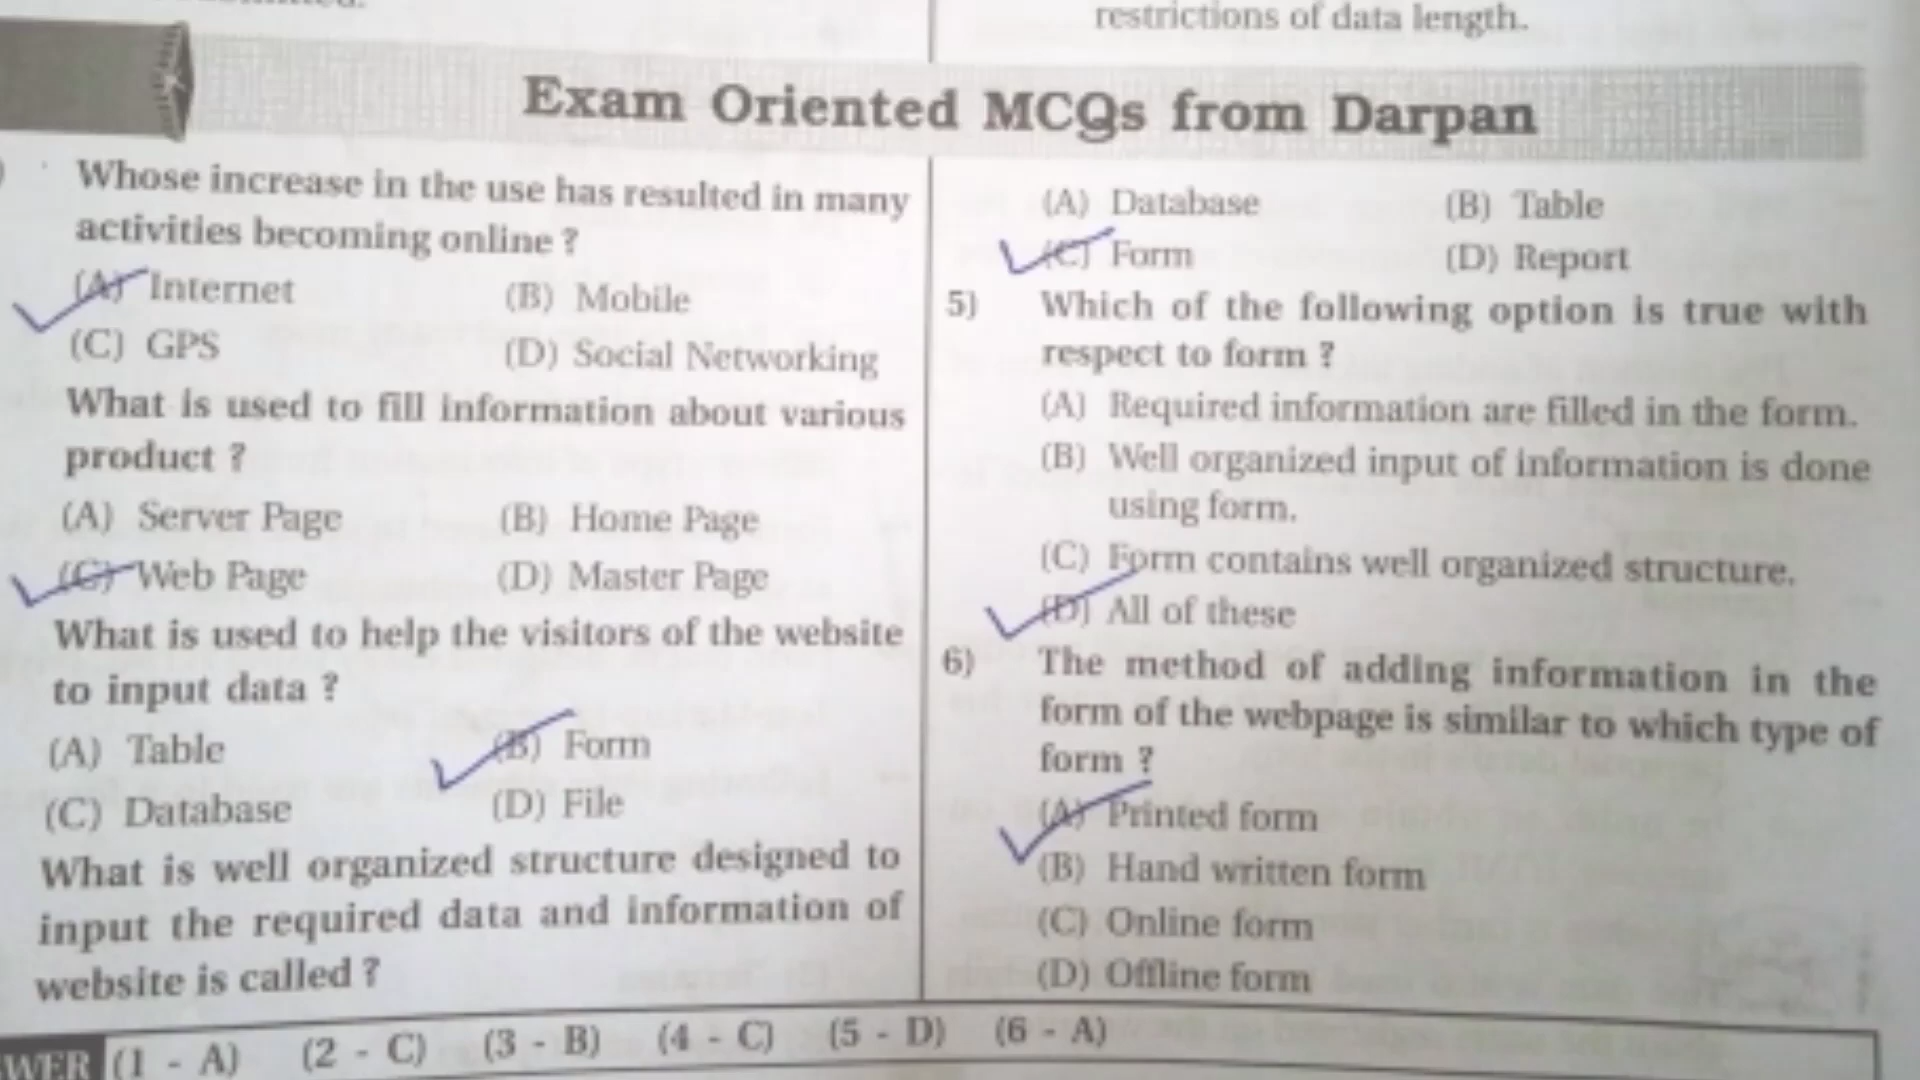 restrictions of data length.
Exam Oriented MCQs from Darpan
Whose increase in the use has resulted in many
activities becoming online ?
(A) Internet
(B) Mobile
(C) GPS
(D) Social Networking
What is used to fill information about various
product ?
(A) Server Page
(B) Home Page
(C) Web Page
(D) Master Page
What is used to help the visitors of the website
to input data ?
(A) Table
(B) Form
(C) Database
(D) File
What is well organized structure designed to
input the required data and information of
website is called ?
(A) Database
(B) Table
(C) Form
(D) Report
5) Which of the following option is true with
respect to form ?
(A) Required information are filled in the form.
(B) Well organized input of information is done
using form.
(C) Form contains well organized structure.
(D) All of these
6) The method of adding information in the
form of the webpage is similar to which type of
form ?
(A) Printed form
(B) Hand written form
(C) Online form
(D) Offline form
WER (1 - A) (2 - C) (3 - B) (4 - C) (5 - D) (6 - A)